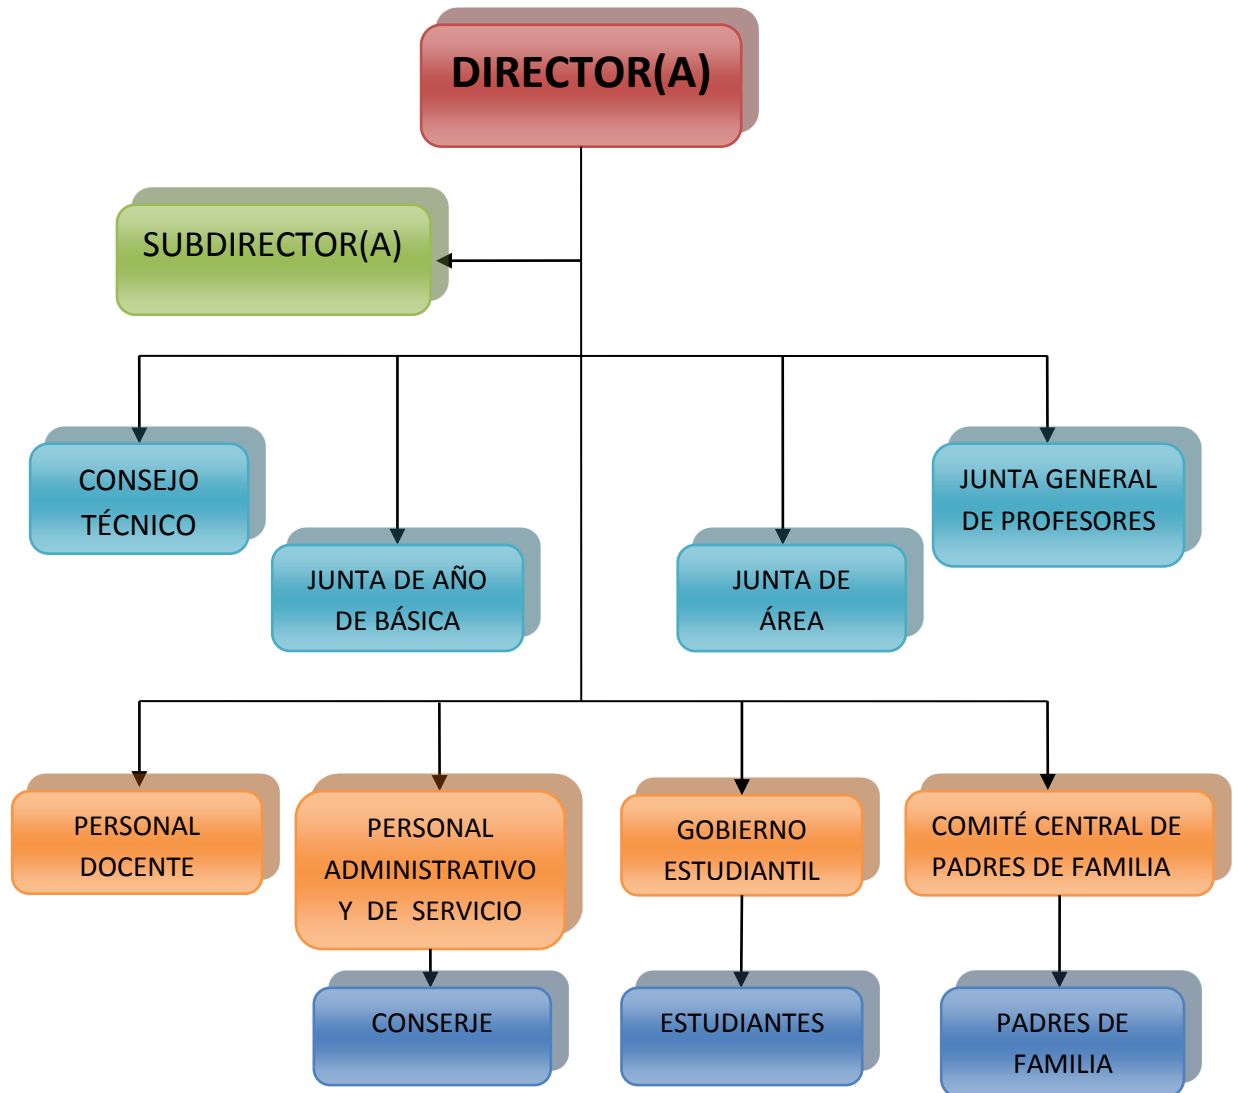 DIRECTOR(A)
SUBDIRECTOR(A)
CONSEJO
TÉCNICO
JUNTA DE AÑO
DE BÁSICA
JUNTA DE
ÁREA
JUNTA GENERAL
DE PROFESORES
PERSONAL
DOCENTE
PERSONAL
ADMINISTRATIVO
Y DE SERVICIO
GOBIERNO
ESTUDIANTIL
COMITÉ CENTRAL DE
PADRES DE FAMILIA
CONSERJE
ESTUDIANTES
PADRES DE
FAMILIA